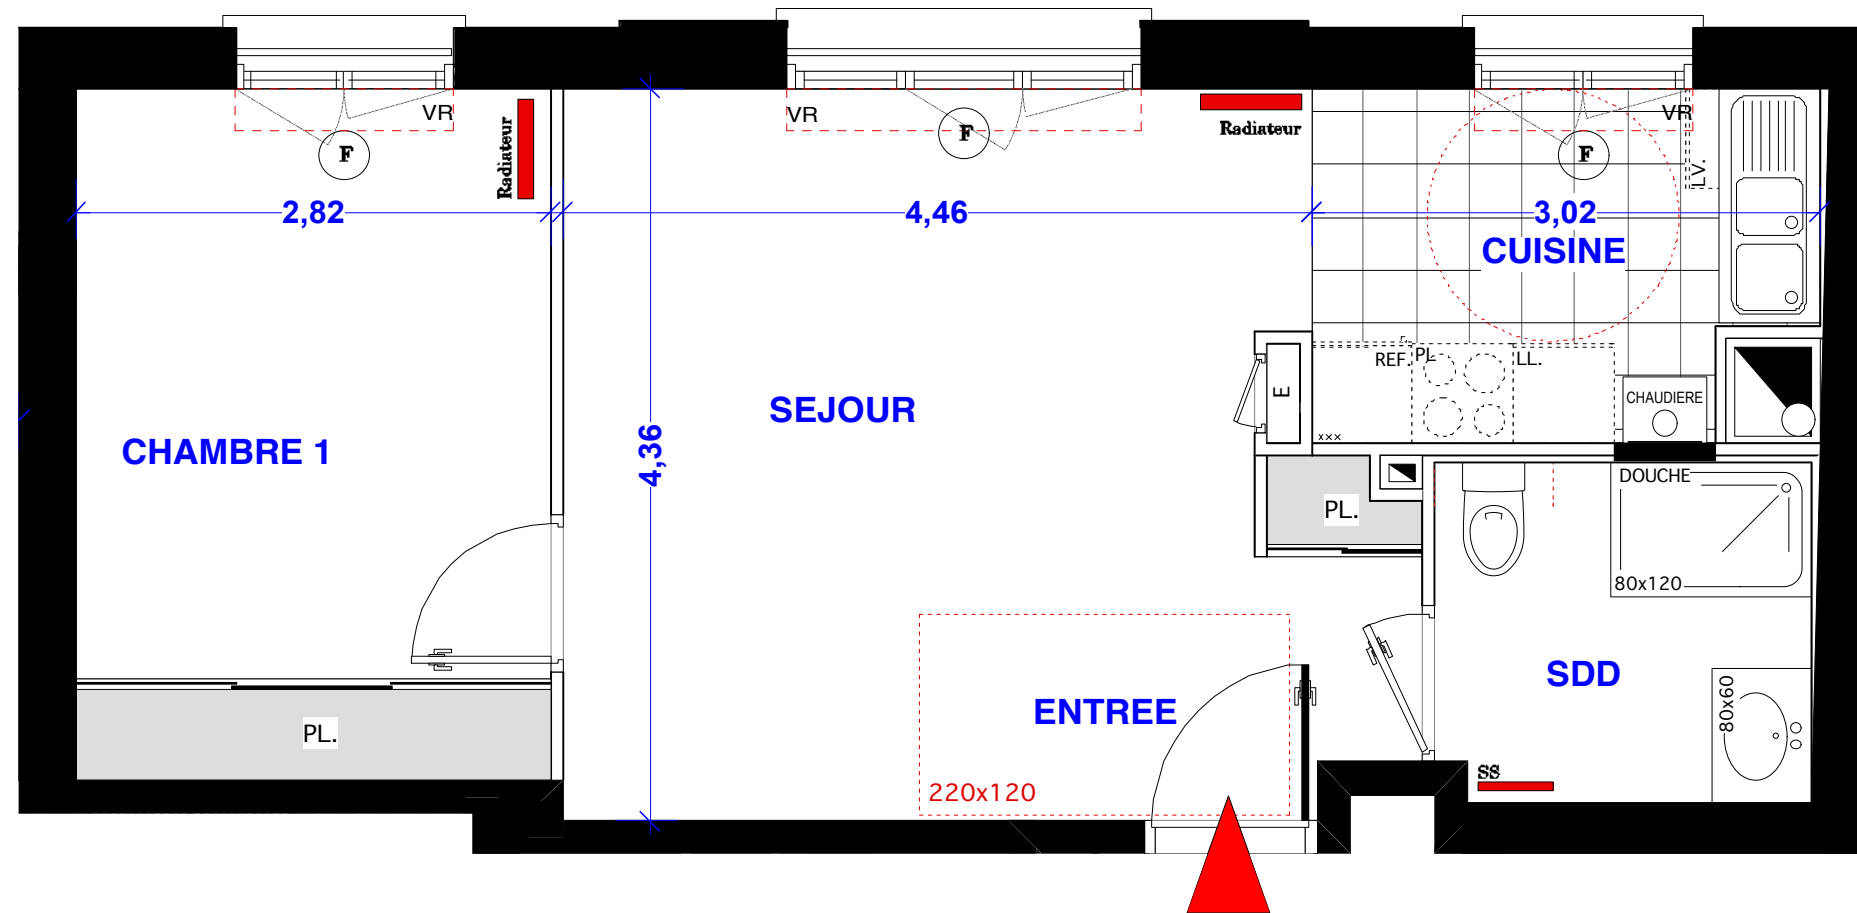 VR
VR
VR
F
F
F
Radiateur
Radiateur
LV.
2,82
4,46
3,02
CUISINE
REF.
PL
LL.
E
CHAUDIERE
SEJOUR
4,36
CHAMBRE 1
xxx
DOUCHE
PL.
80x120
SDD
ENTREE
80x60
PL.
220x120
SS